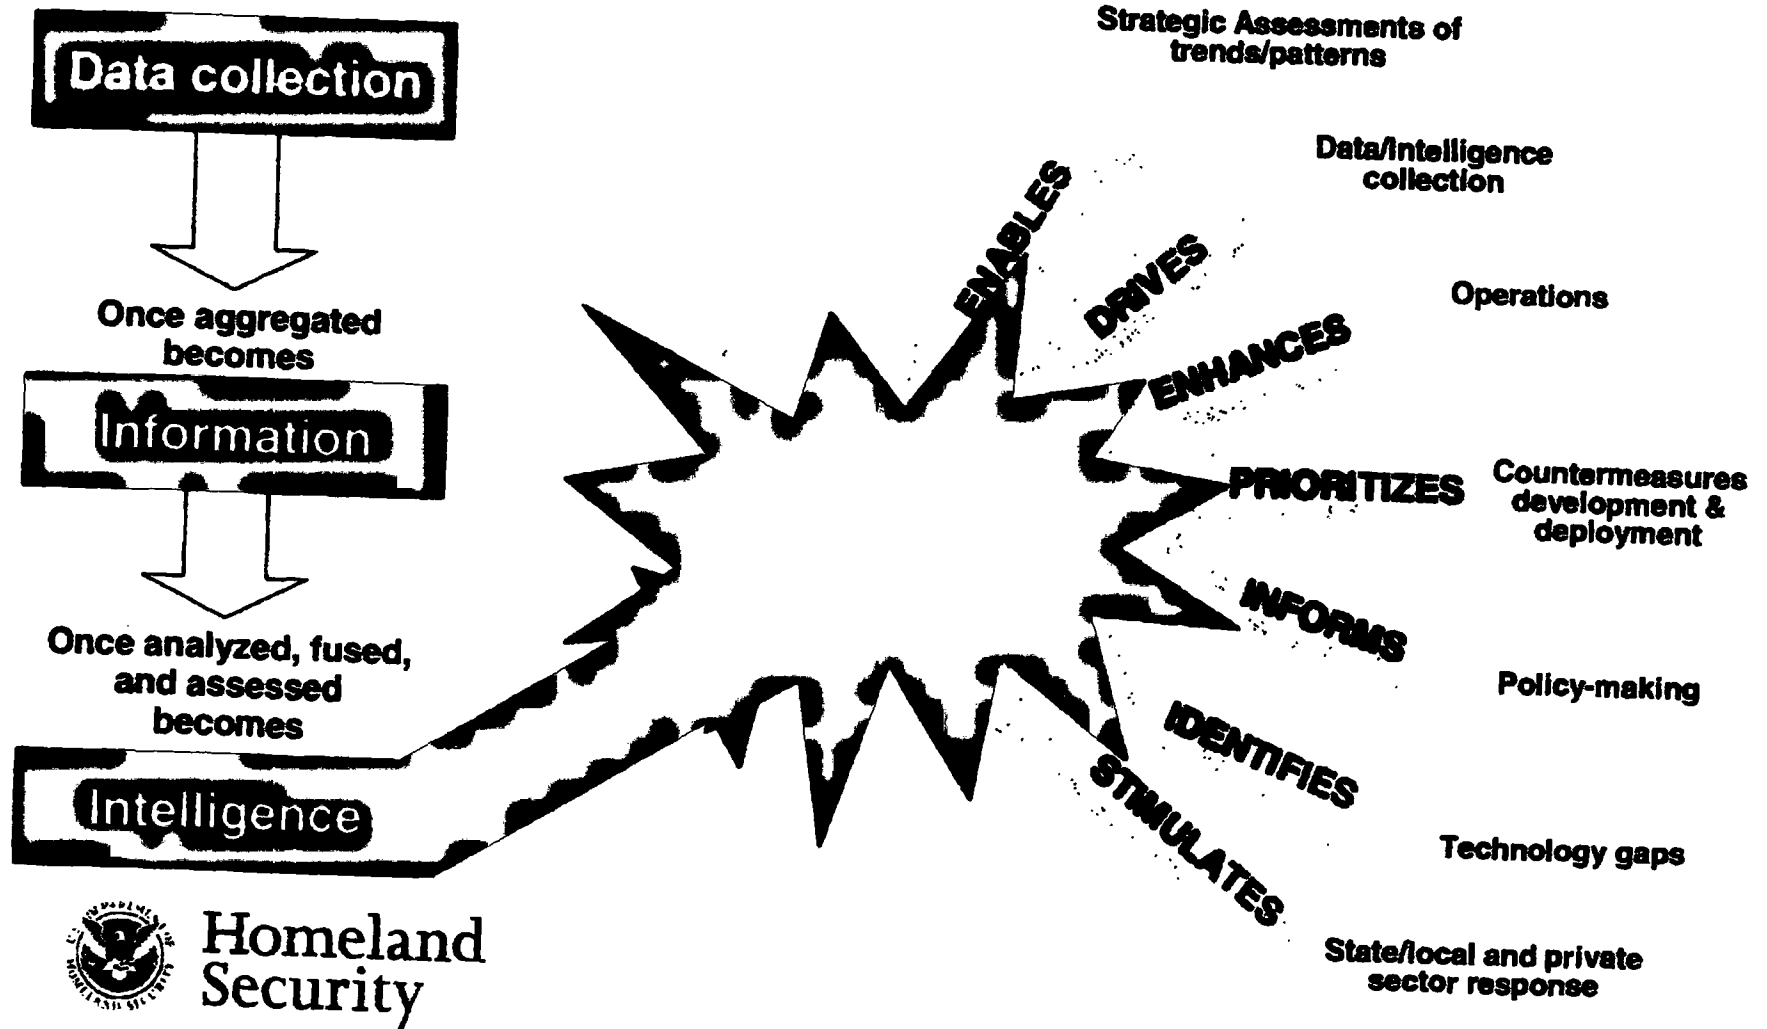 Data collection
Once aggregated
becomes
Information
Once analyzed, fused,
and assessed
becomes
Intelligence
Homeland
Security
ENABLES
Strategic Assessments of
trends/patterns
DRIVES
Data/Intelligence
collection
ENHANCES
Operations
PRIORITIZES
Countermeasures
development &
deployment
INFORMS
Policy-making
IDENTIFIES
Technology gaps
STIMULATES
State/local and private
sector response